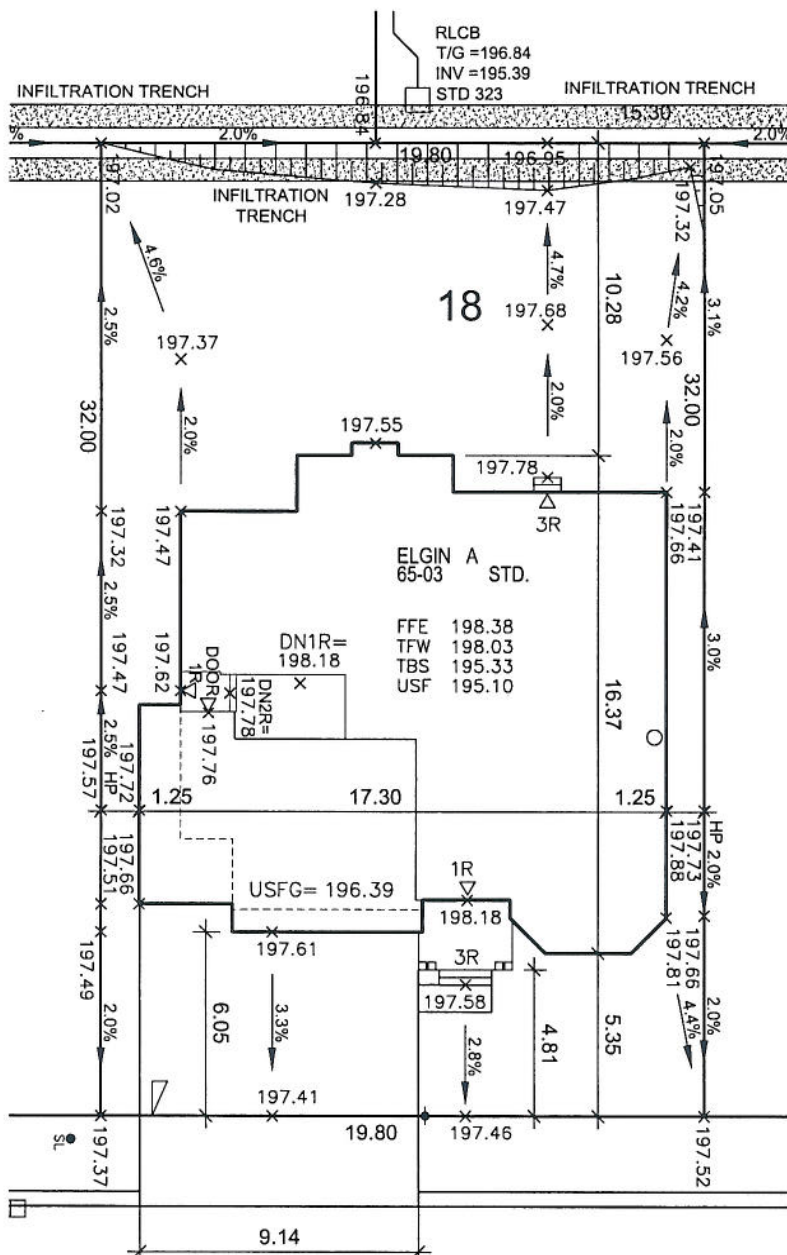 RLCB
T/G =196.84
INV =195.39
STD 323
INFILTRATION TRENCH
INFILTRATION TRENCH
196.84
15.30
%
2.0%
2.0%
19.80
196.95
197.02
INFILTRATION
TRENCH
197.28
197.47
197.32
197.05
4.6%
4.7%
4.2%
3.1%
10.28
18
2.5%
197.68
197.37
197.56
32.00
32.00
2.0%
2.0%
2.0%
197.55
197.78
3R
197.32
197.47
197.41
197.66
ELGIN A
65-03 STD.
FFE 198.38
TFW 198.03
TBS 195.33
USF 195.10
2.5%
DN1R=
198.18
3.0%
197.47
197.62
1R
DOOR
DN2R=
197.78
197.76
16.37
2.5%
HP
197.57
197.72
1.25
17.30
1.25
HP
2.0%
197.73
197.88
197.51
197.66
USFG= 196.39
1R
198.18
197.49
197.61
3R
197.58
197.66
197.81
2.0%
6.05
3.3%
2.8%
4.81
5.35
4.4%
2.0%
197.41
197.37
19.80
197.46
197.52
SL
9.14